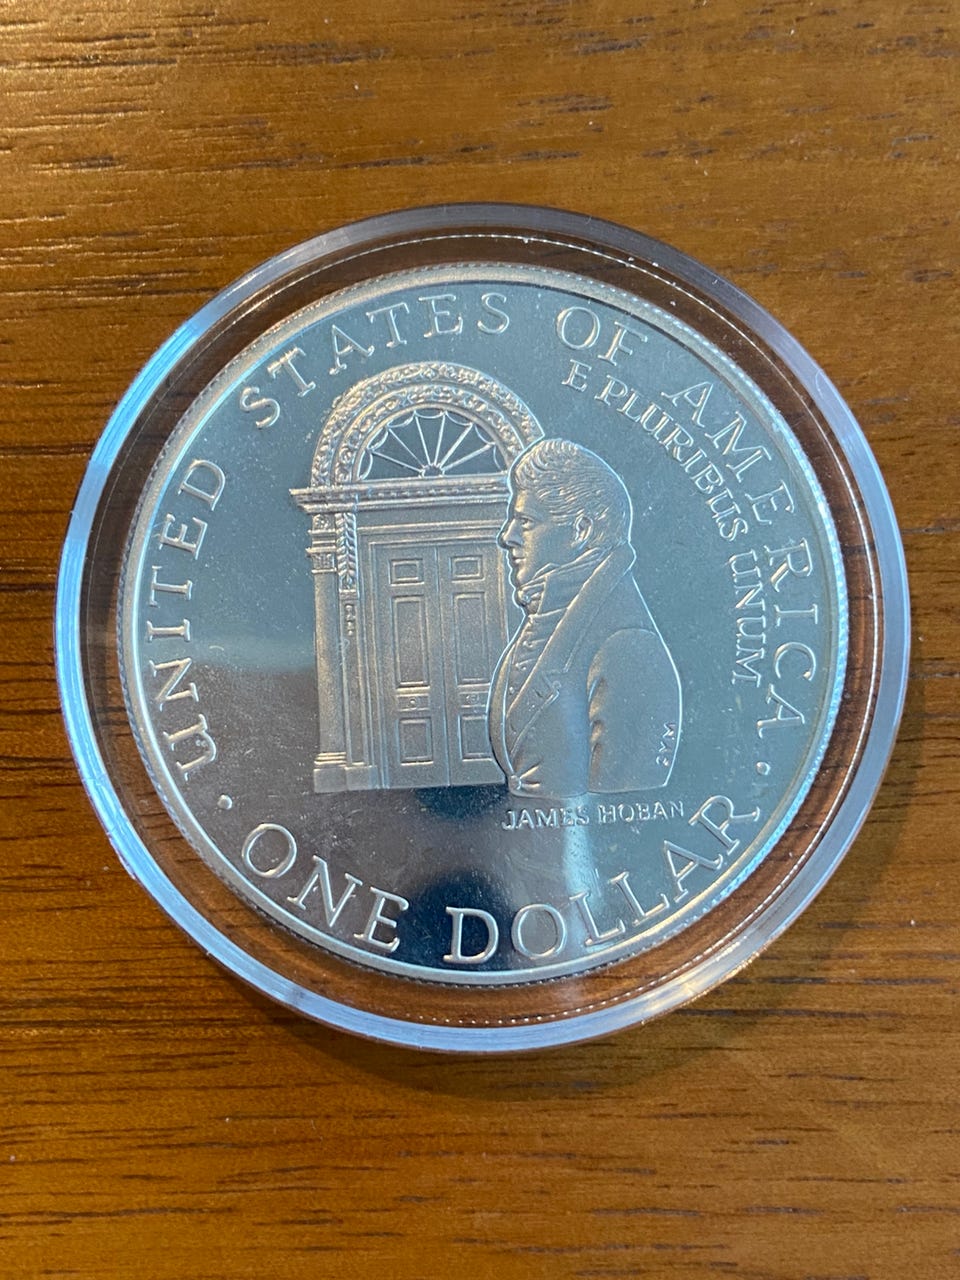 UNITED STATES OF AMERICA
E PLURIBUS UNUM
JAMES HOBAN
• ONE DOLLAR •